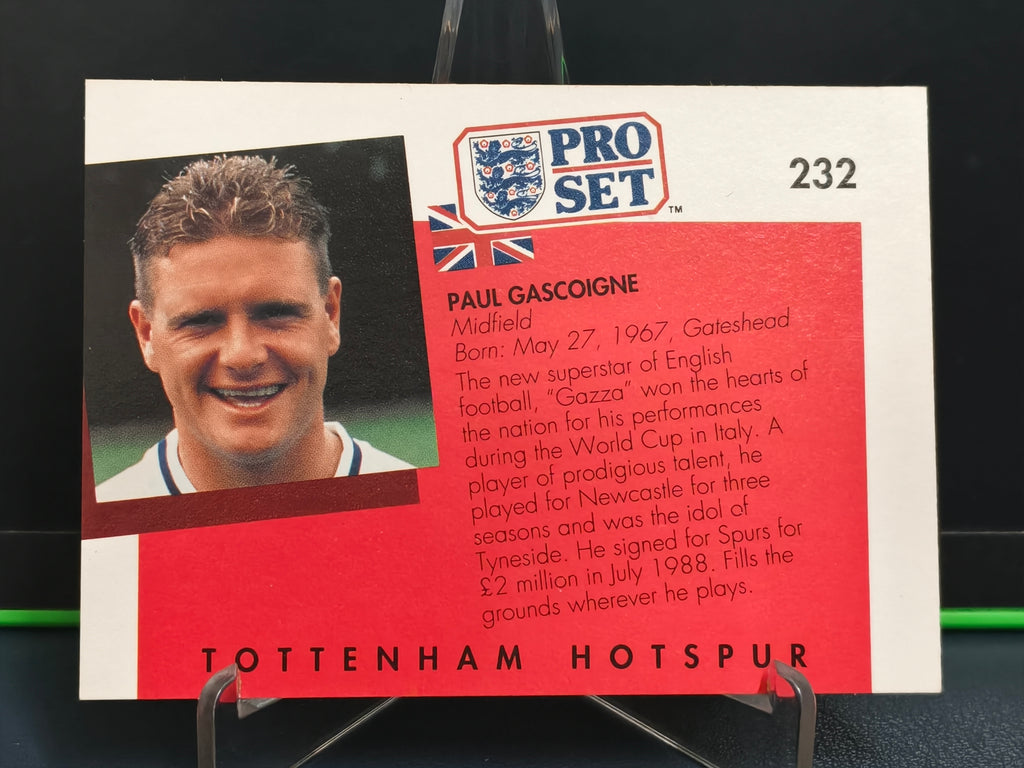 PRO
SET
TM
232
PAUL GASCOIGNE
Midfield
Born: May 27, 1967, Gateshead
The new superstar of English
football, "Gazza" won the hearts of
the nation for his performances
during the World Cup in Italy. A
player of prodigious talent, he
played for Newcastle for three
seasons and was the idol of
Tyneside. He signed for Spurs for
£2 million in July 1988. Fills the
grounds wherever he plays.
TOTTENHAM HOTSPUR